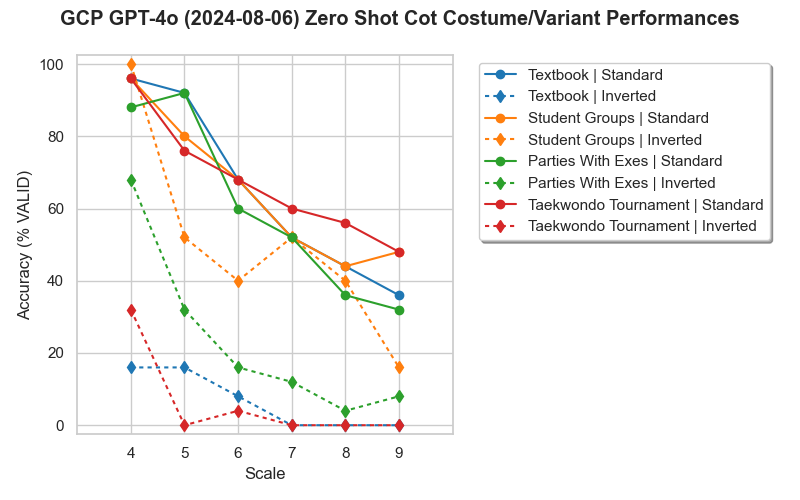 GCP GPT-4o (2024-08-06) Zero Shot Cot Costume/Variant Performances
Accuracy (% VALID)
100
80
60
40
20
0
4 5 6 7 8 9
Scale
Textbook | Standard
Textbook | Inverted
Student Groups | Standard
Student Groups | Inverted
Parties With Exes | Standard
Parties With Exes | Inverted
Taekwondo Tournament | Standard
Taekwondo Tournament | Inverted